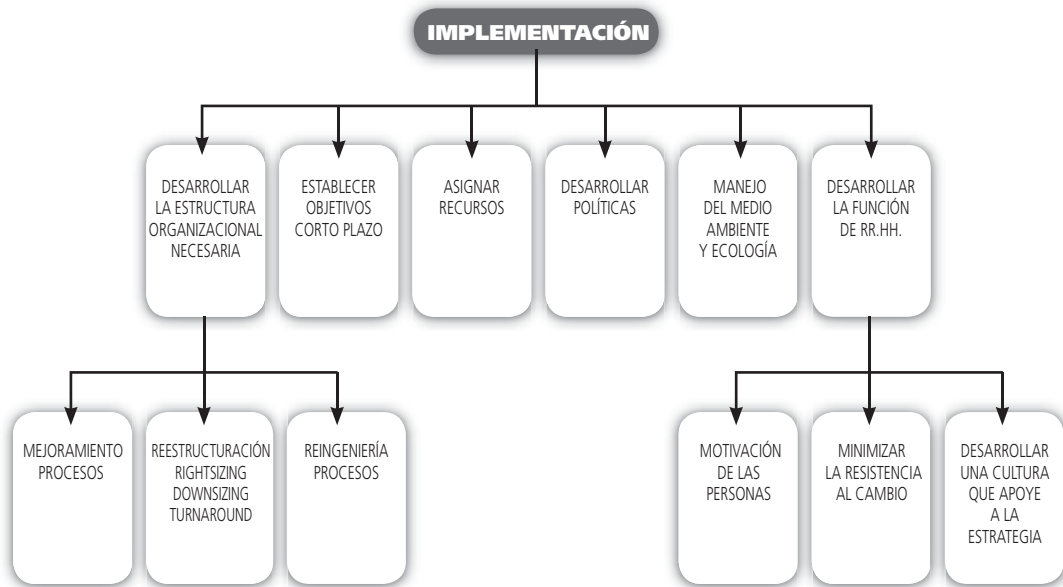 IMPLEMENTACIÓN
DESARROLLAR
LA ESTRUCTURA
ORGANIZACIONAL
NECESARIA
ESTABLECER
OBJETIVOS
CORTO PLAZO
ASIGNAR
RECURSOS
DESARROLLAR
POLÍTICAS
MANEJO
DEL MEDIO
AMBIENTE
Y ECOLOGÍA
DESARROLLAR
LA FUNCIÓN
DE RR.HH.
MEJORAMIENTO
PROCESOS
REESTRUCTURACIÓN
RIGHTSIZING
DOWNSIZING
TURNAROUND
REINGENIERÍA
PROCESOS
MOTIVACIÓN
DE LAS
PERSONAS
MINIMIZAR
LA RESISTENCIA
AL CAMBIO
DESARROLLAR
UNA CULTURA
QUE APOYE
A LA
ESTRATEGIA